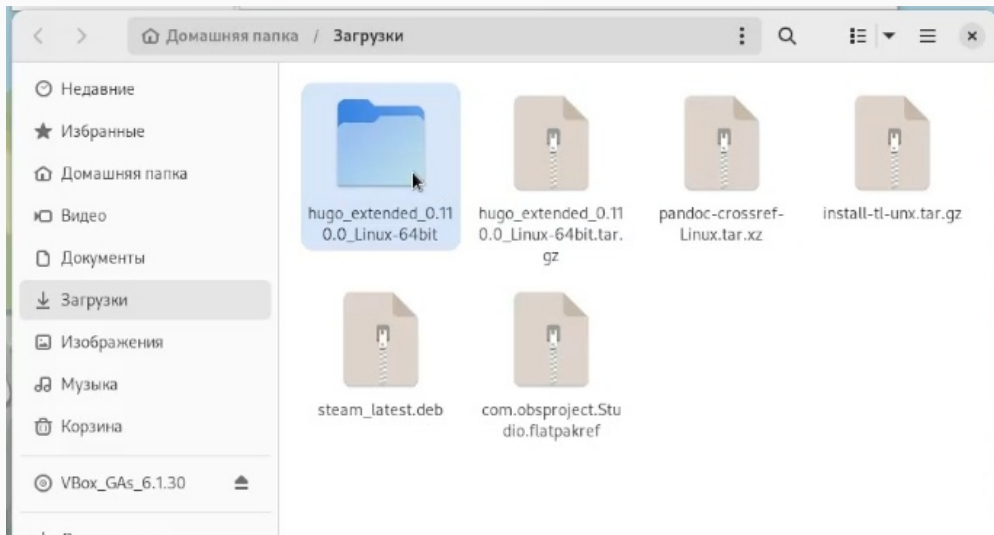 Домашняя папка / Загрузки
Недавние
Избранные
Домашняя папка
Видео
Документы
Загрузки
Изображения
Музыка
Корзина
VBox_GAs_6.1.30
hugo_extended_0.11
0.0_Linux-64bit
hugo_extended_0.11
0.0_Linux-64bit.tar.
gz
pandoc-crossref-
Linux.tar.xz
install-tl-unx.tar.gz
steam_latest.deb
com.obsproject.Stu
dio.flatpakref